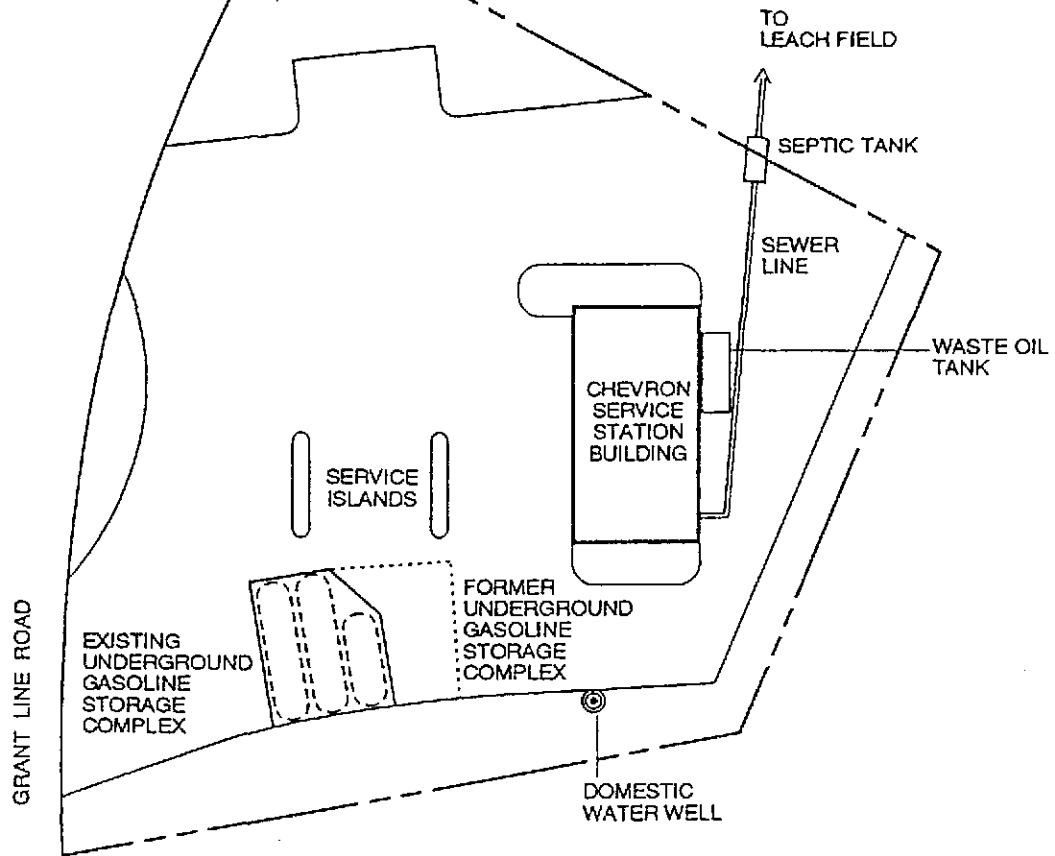 TO
LEACH FIELD
SEPTIC TANK
SEWER
LINE
WASTE OIL
TANK
CHEVRON
SERVICE
STATION
BUILDING
SERVICE
ISLANDS
FORMER
UNDERGROUND
GASOLINE
STORAGE
COMPLEX
EXISTING
UNDERGROUND
GASOLINE
STORAGE
COMPLEX
GRANT LINE ROAD
DOMESTIC
WATER WELL